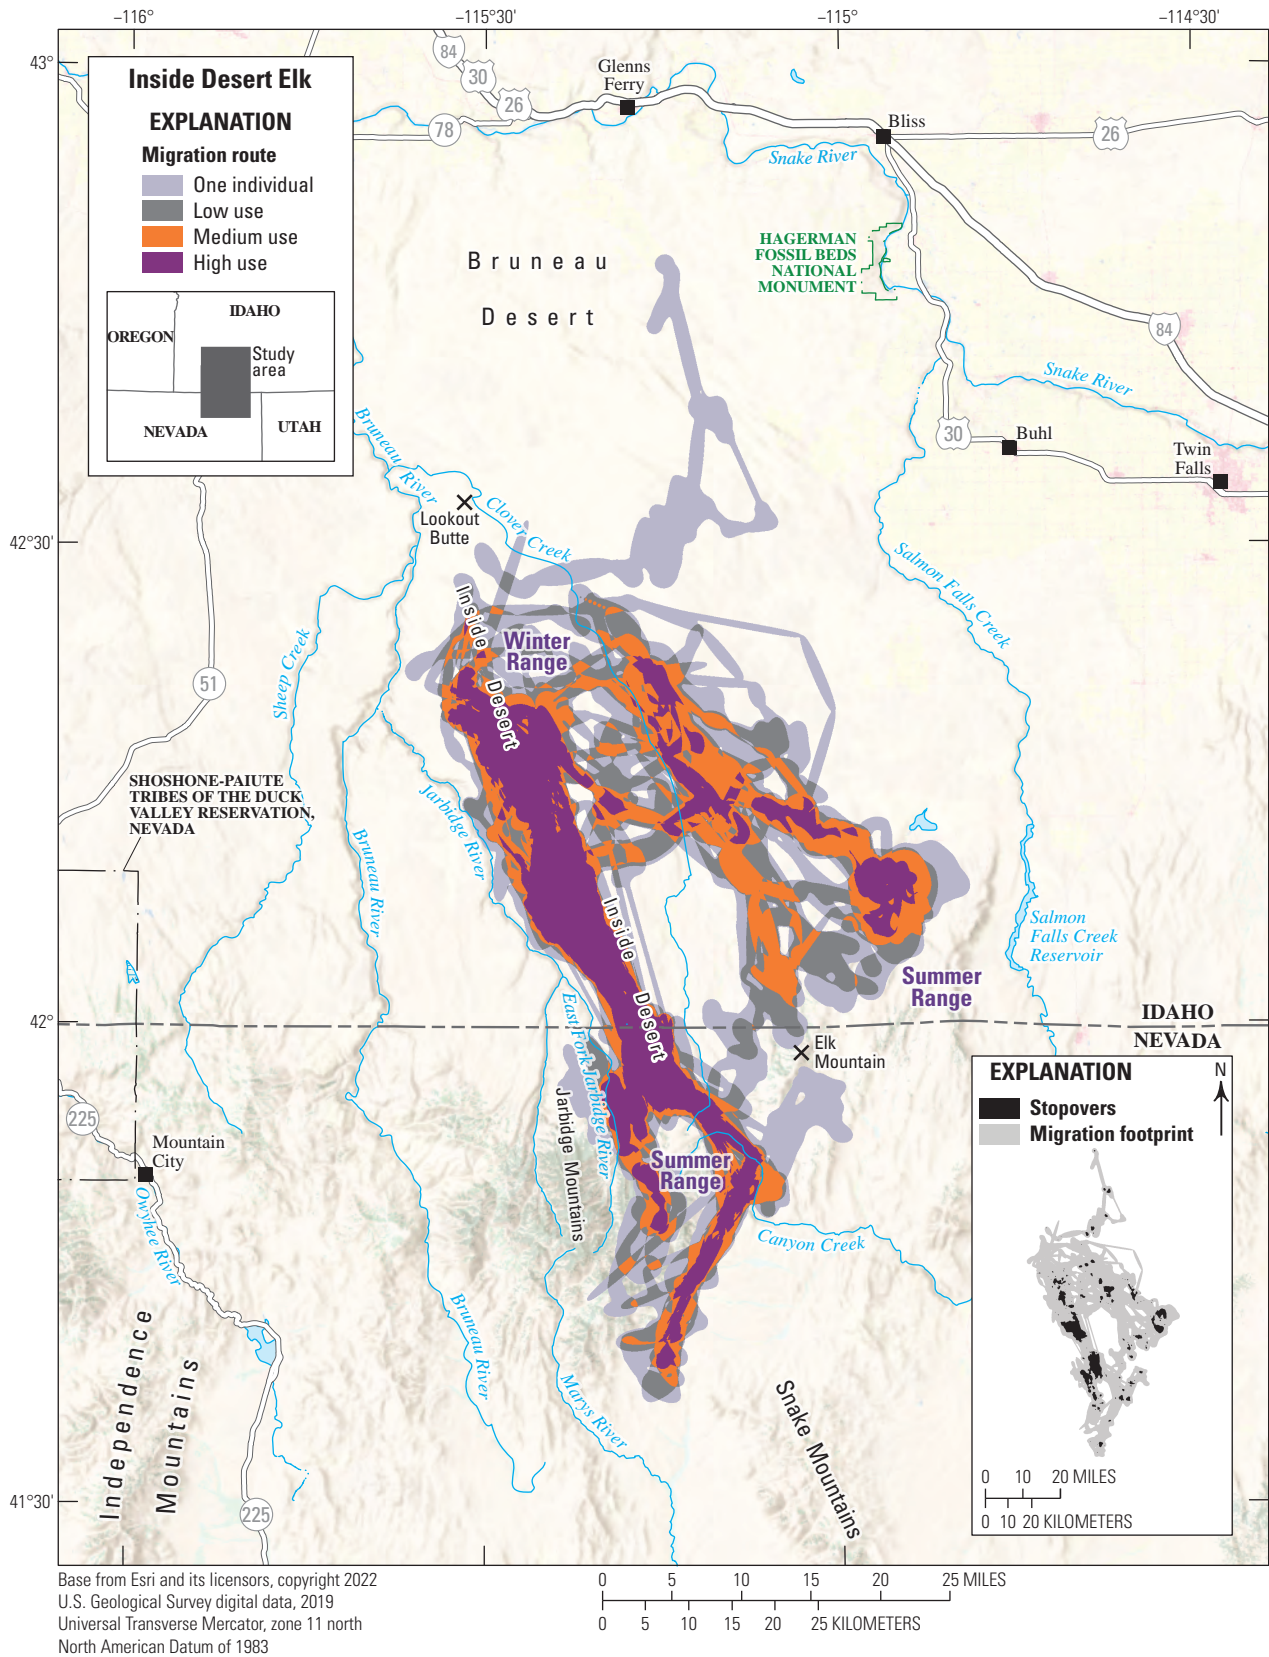 −116°
−115°30'
−115°
−114°30'
43°
42°30'
42°
41°30'
Inside Desert Elk
EXPLANATION
Migration route
One individual
Low use
Medium use
High use
OREGON
IDAHO
Study
area
NEVADA
UTAH
84
30
26
78
Glenns
Ferry
Bliss
26
Snake River
HAGERMAN
FOSSIL BEDS
NATIONAL
MONUMENT
Bruneau
Desert
84
Snake River
30
Buhl
Twin
Falls
Bruneau River
Lookout
Butte
Clover Creek
Salmon Falls Creek
Sheep Creek
51
Inside
Desert
Winter
Range
SHOSHONE-PAIUTE
TRIBES OF THE DUCK
VALLEY RESERVATION,
NEVADA
Jarbidge River
Bruneau River
Inside
Desert
Salmon
Falls Creek
Reservoir
Summer
Range
IDAHO
NEVADA
East Fork Jarbidge River
Elk
Mountain
Jarbidge Mountains
225
Mountain
City
Owyhee River
Summer
Range
Canyon Creek
Bruneau River
Marys River
Independence
Mountains
Snake Mountains
225
EXPLANATION
N
Stopovers
Migration footprint
0 10 20 MILES
0 10 20 KILOMETERS
Base from Esri and its licensors, copyright 2022
U.S. Geological Survey digital data, 2019
Universal Transverse Mercator, zone 11 north
North American Datum of 1983
0 5 10 15 20 25 MILES
0 5 10 15 20 25 KILOMETERS